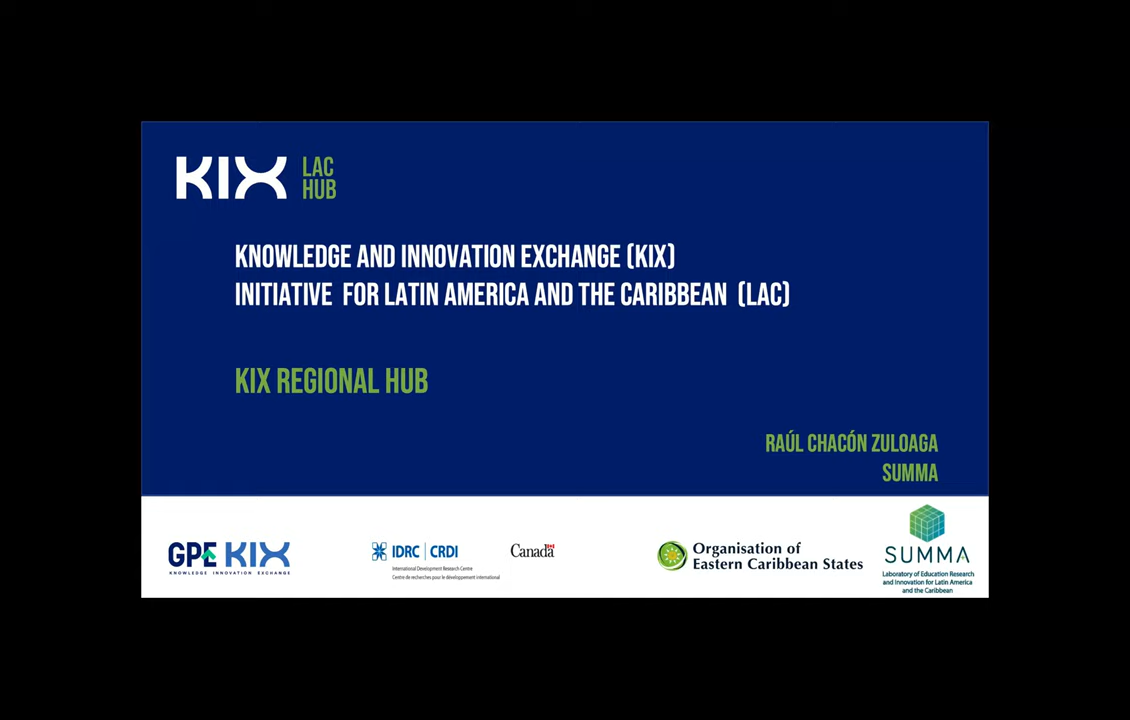 KIX LAC
HUB
KNOWLEDGE AND INNOVATION EXCHANGE (KIX)
INITIATIVE FOR LATIN AMERICA AND THE CARIBBEAN (LAC)
KIX REGIONAL HUB
RAÚL CHACÓN ZULOAGA
SUMMA
GPE KIX
KNOWLEDGE INNOVATION EXCHANGE
IDRC | CRDI
International Development Research Centre
Centre de recherches pour le développement international
Canada
Organisation of
Eastern Caribbean States
SUMMA
Laboratory of Education Research
and Innovation for Latin America
and the Caribbean